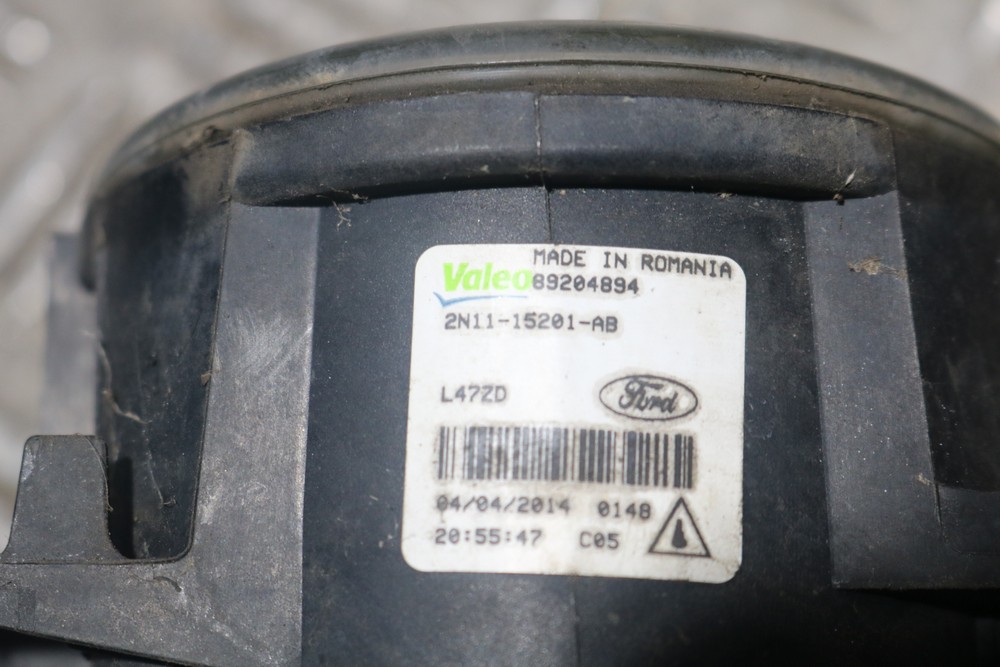 MADE IN ROMANIA
Valeo 89204894
2N11-15201-AB
L47ZD
Ford
04/04/2014 0148
20:55:47 C05